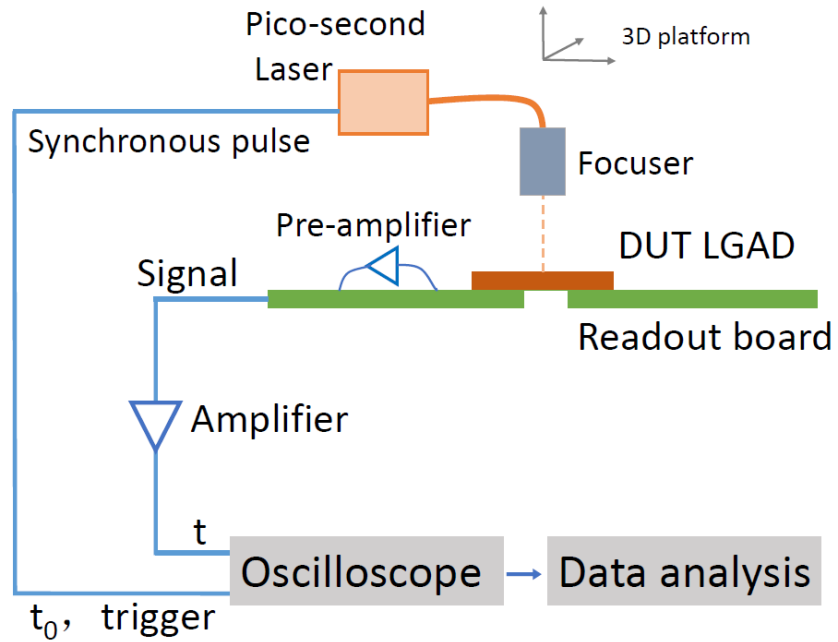 Pico-second
Laser
3D platform
Synchronous pulse
Focuser
Pre-amplifier
DUT LGAD
Signal
Readout board
Amplifier
t
Oscilloscope
Data analysis
t₀, trigger